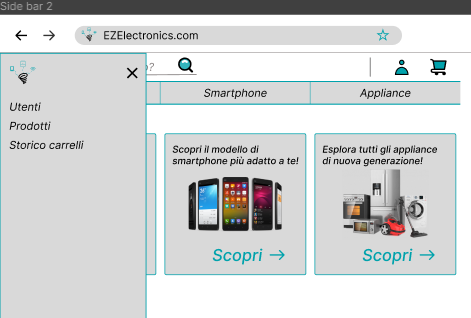 Side bar 2
EZElectronics.com
o?
Smartphone
Appliance
Utenti
Prodotti
Storico carrelli
Scopri il modello di
smartphone più adatto a te!
Scopri →
Esplora tutti gli appliance
di nuova generazione!
Scopri →